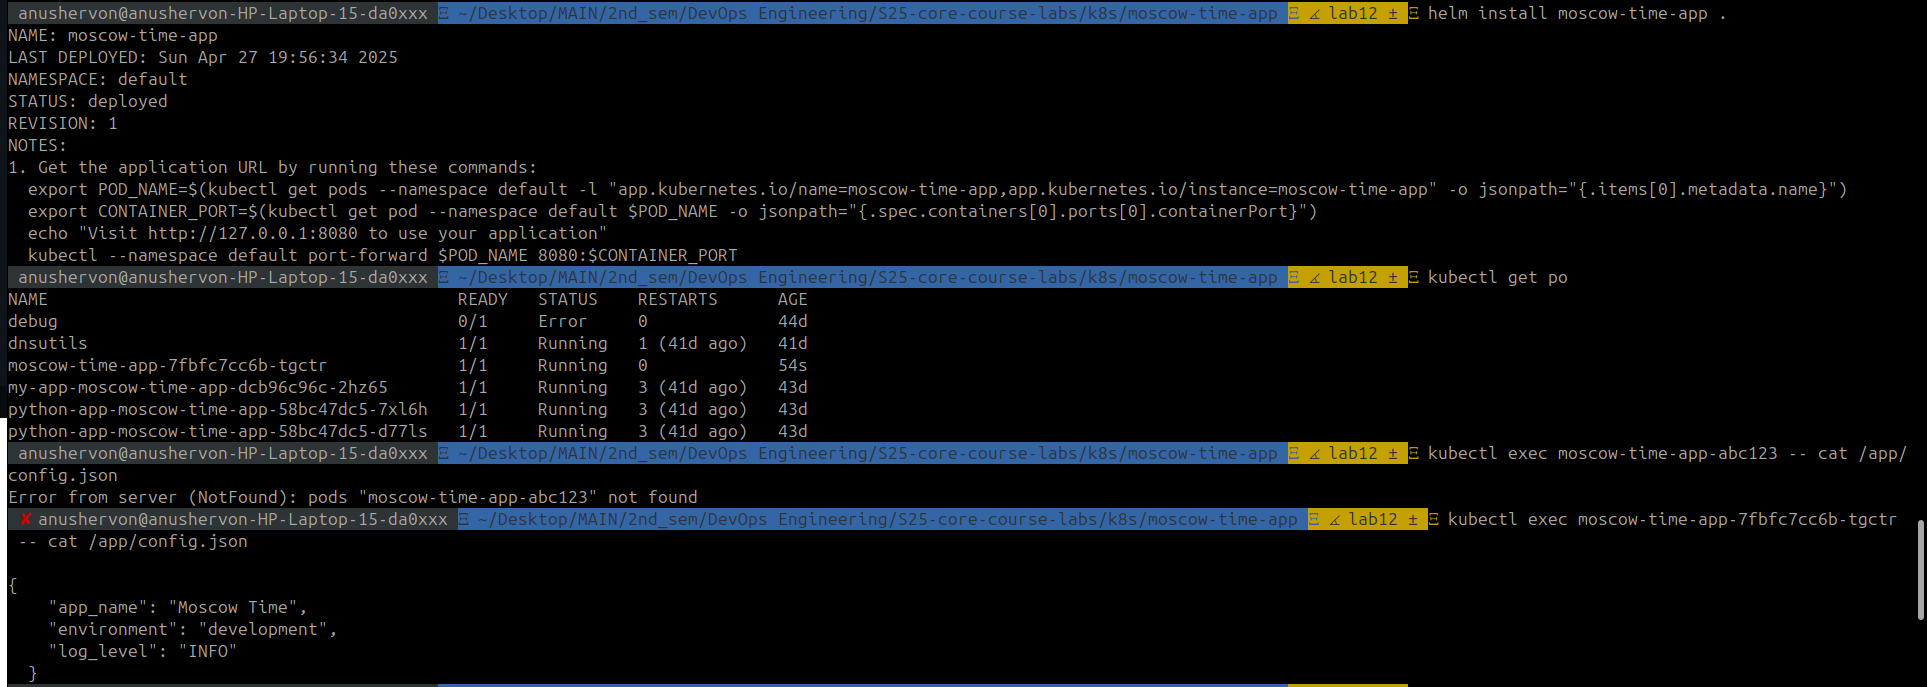 anushervon@anushervon-HP-Laptop-15-da0xxx Ξ ~/Desktop/MAIN/2nd_sem/DevOps Engineering/S25-core-course-labs/k8s/moscow-time-app Ξ ∡ lab12 ± Ξ helm install moscow-time-app .
NAME: moscow-time-app
LAST DEPLOYED: Sun Apr 27 19:56:34 2025
NAMESPACE: default
STATUS: deployed
REVISION: 1
NOTES:
1. Get the application URL by running these commands:
  export POD_NAME=$(kubectl get pods --namespace default -l "app.kubernetes.io/name=moscow-time-app,app.kubernetes.io/instance=moscow-time-app" -o jsonpath="{.items[0].metadata.name}")
  export CONTAINER_PORT=$(kubectl get pod --namespace default $POD_NAME -o jsonpath="{.spec.containers[0].ports[0].containerPort}")
  echo "Visit http://127.0.0.1:8080 to use your application"
  kubectl --namespace default port-forward $POD_NAME 8080:$CONTAINER_PORT
anushervon@anushervon-HP-Laptop-15-da0xxx Ξ ~/Desktop/MAIN/2nd_sem/DevOps Engineering/S25-core-course-labs/k8s/moscow-time-app Ξ ∡ lab12 ± Ξ kubectl get po
NAME                                         READY   STATUS    RESTARTS      AGE
debug                                        0/1     Error     0             44d
dnsutils                                     1/1     Running   1 (41d ago)   41d
moscow-time-app-7fbfc7cc6b-tgctr             1/1     Running   0             54s
my-app-moscow-time-app-dcb96c96c-2hz65       1/1     Running   3 (41d ago)   43d
python-app-moscow-time-app-58bc47dc5-7xl6h   1/1     Running   3 (41d ago)   43d
python-app-moscow-time-app-58bc47dc5-d77ls   1/1     Running   3 (41d ago)   43d
anushervon@anushervon-HP-Laptop-15-da0xxx Ξ ~/Desktop/MAIN/2nd_sem/DevOps Engineering/S25-core-course-labs/k8s/moscow-time-app Ξ ∡ lab12 ± Ξ kubectl exec moscow-time-app-abc123 -- cat /app/
config.json
Error from server (NotFound): pods "moscow-time-app-abc123" not found
✘ anushervon@anushervon-HP-Laptop-15-da0xxx Ξ ~/Desktop/MAIN/2nd_sem/DevOps Engineering/S25-core-course-labs/k8s/moscow-time-app Ξ ∡ lab12 ± Ξ kubectl exec moscow-time-app-7fbfc7cc6b-tgctr
 -- cat /app/config.json
{
    "app_name": "Moscow Time",
    "environment": "development",
    "log_level": "INFO"
  }